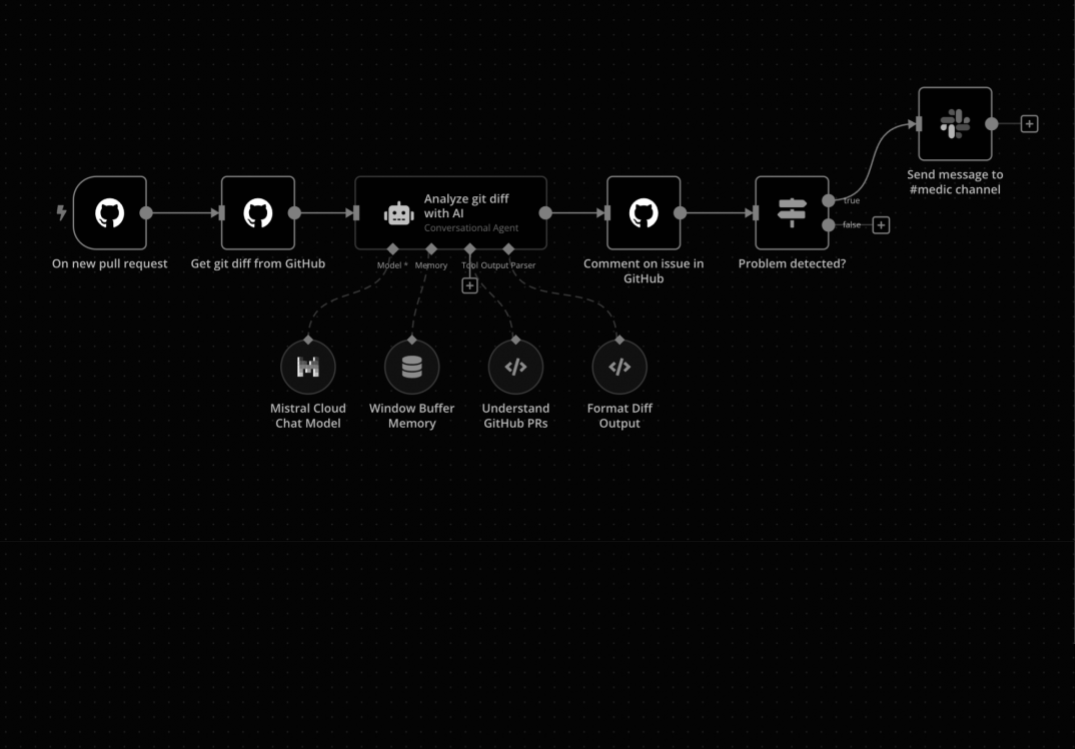 Send message to
#medic channel
On new pull request
Get git diff from GitHub
Analyze git diff
with AI
Conversational Agent
Model *
Memory
Tool
Output Parser
Comment on issue in
GitHub
Problem detected?
true
false
Mistral Cloud
Chat Model
Window Buffer
Memory
Understand
GitHub PRs
Format Diff
Output